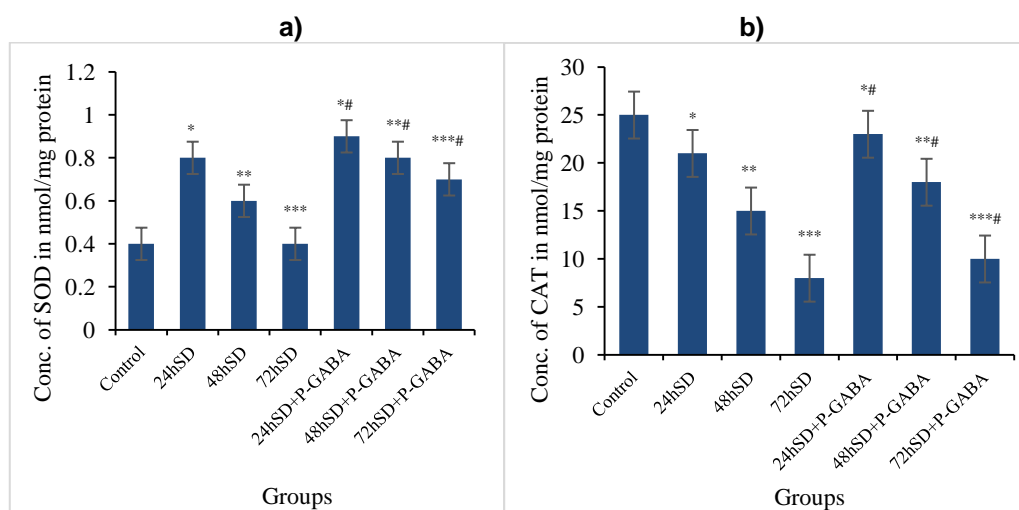 a)
Conc. of SOD in nmol/mg protein
1.2
1
0.8
0.6
0.4
0.2
0
*
**
***
*#
**#
***#
Control
24hSD
48hSD
72hSD
24hSD+P-GABA
48hSD+P-GABA
72hSD+P-GABA
Groups
b)
Conc. of CAT in nmol/mg protein
30
25
20
15
10
5
0
*
**
***
*#
**#
***#
Control
24hSD
48hSD
72hSD
24hSD+P-GABA
48hSD+P-GABA
72hSD+P-GABA
Groups